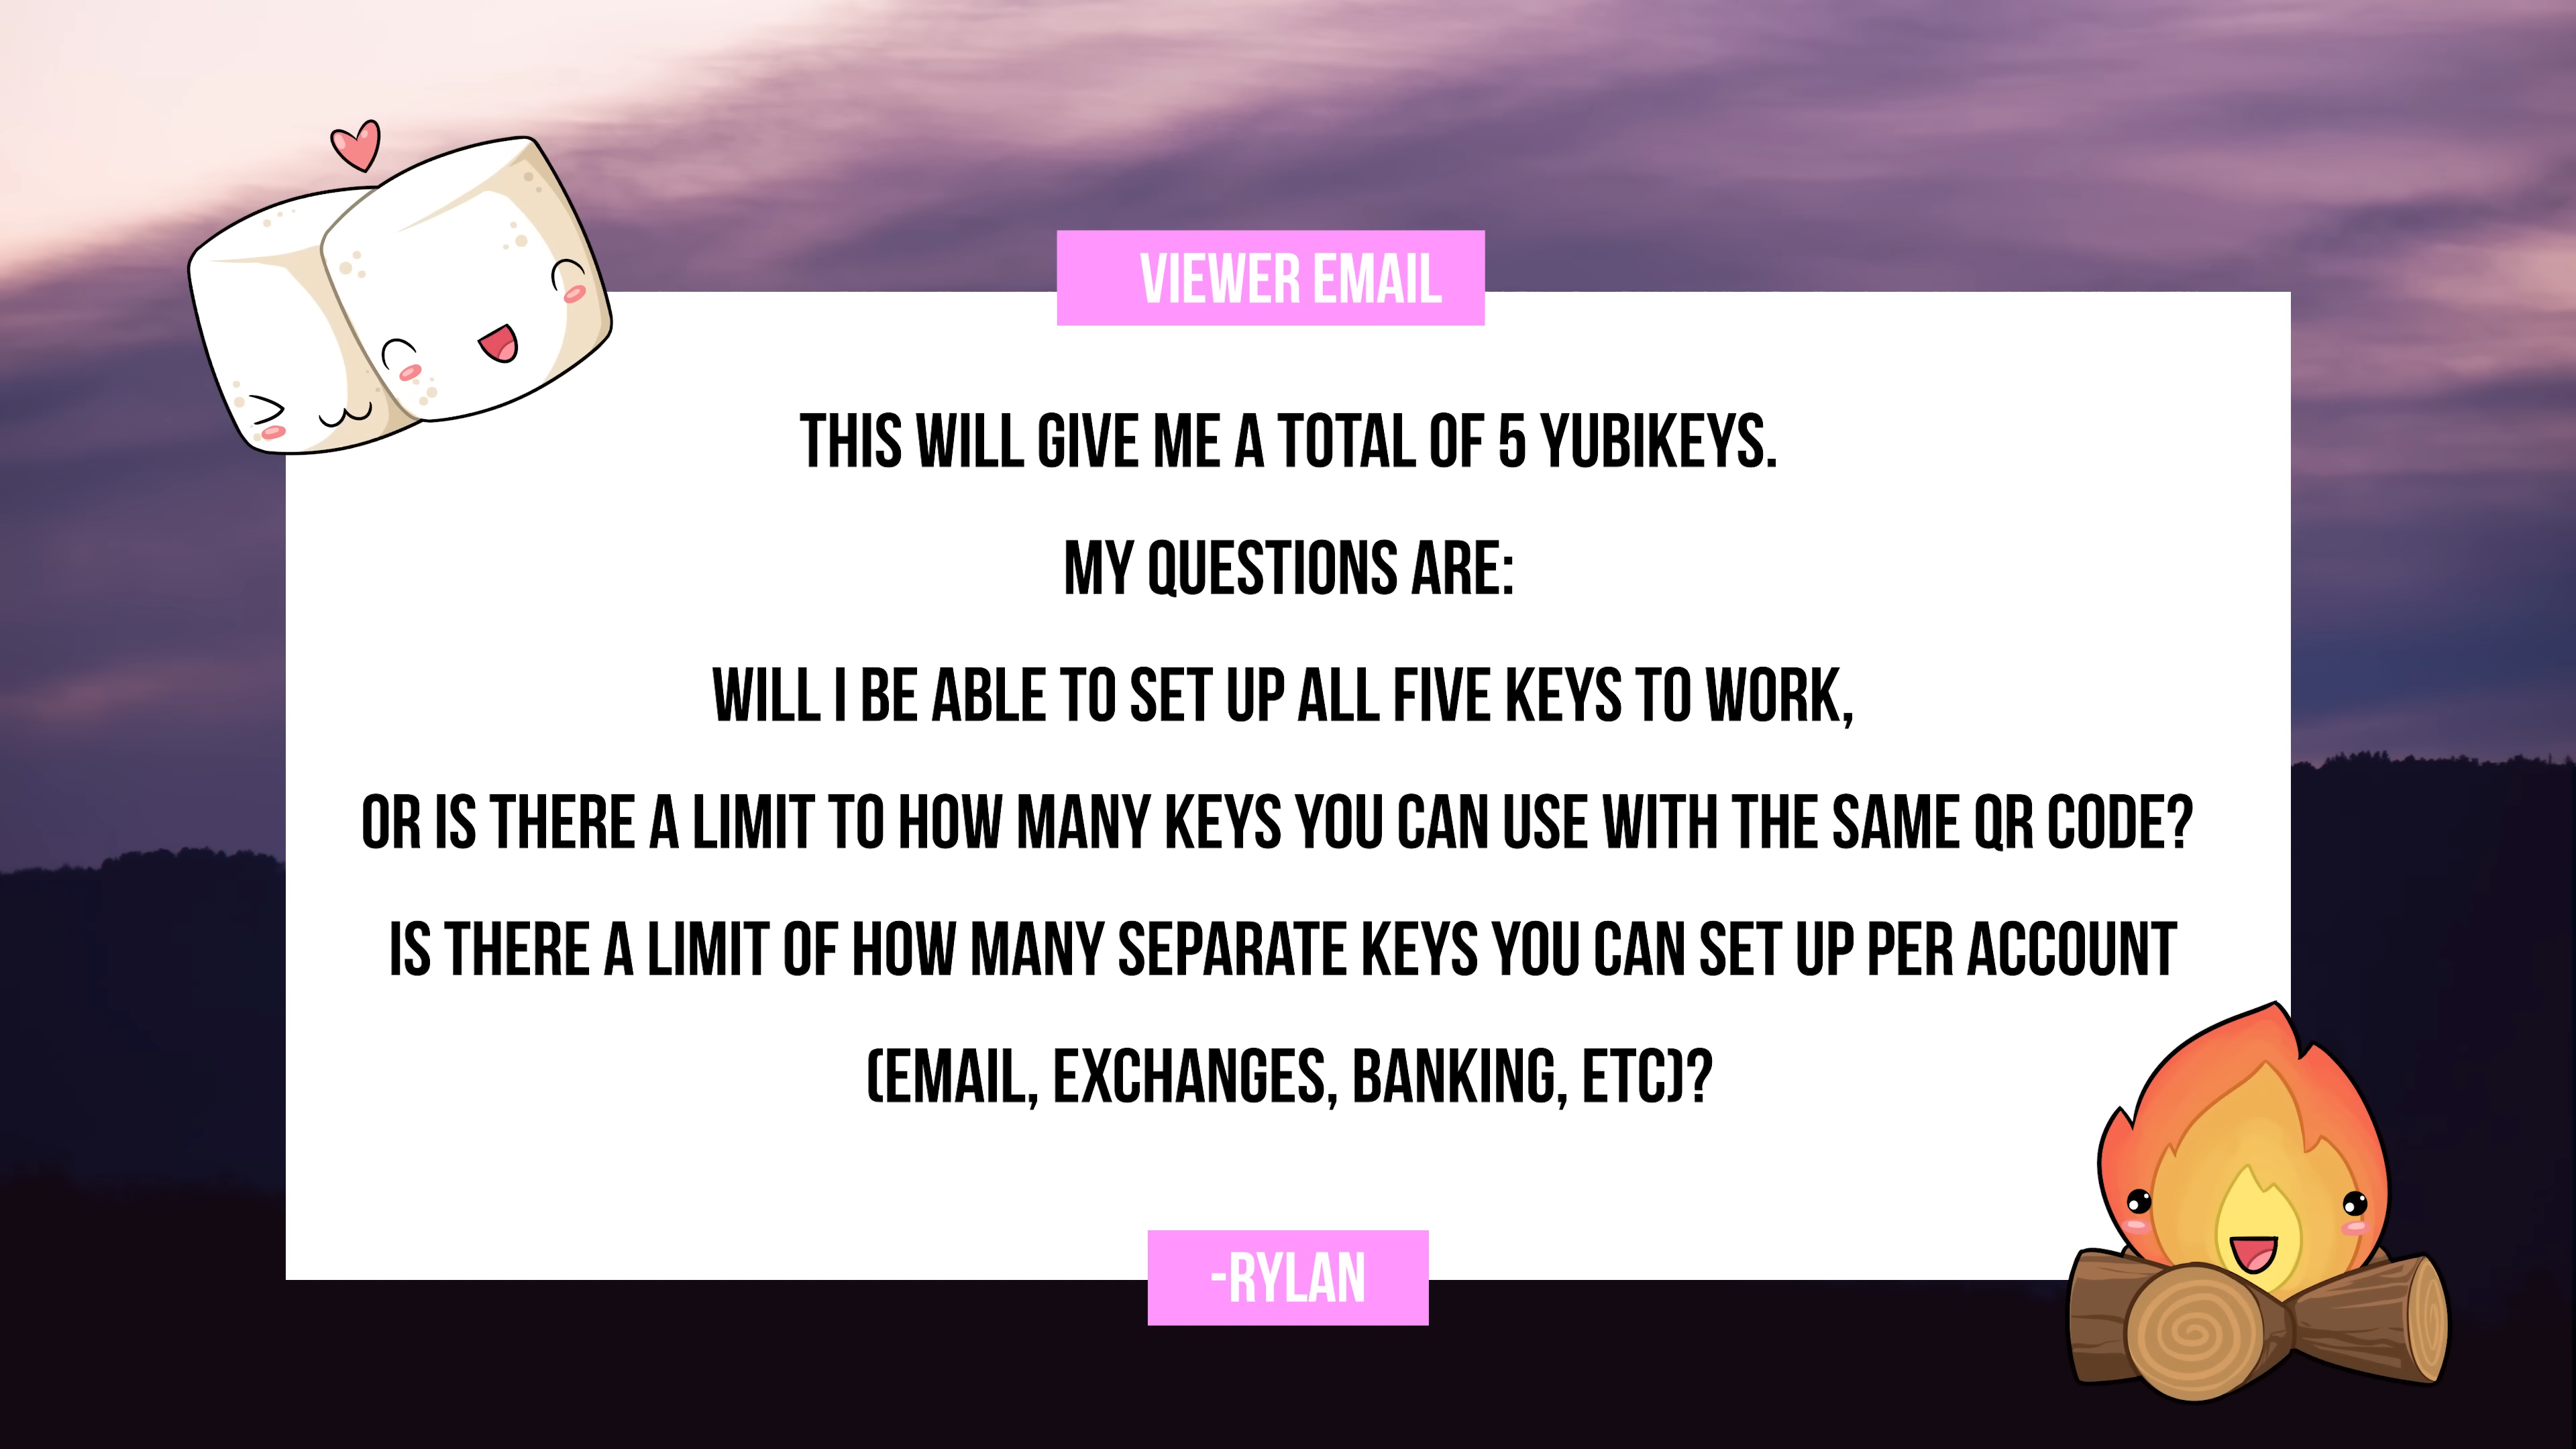 VIEWER EMAIL
THIS WILL GIVE ME A TOTAL OF 5 YUBIKEYS.
MY QUESTIONS ARE:
WILL I BE ABLE TO SET UP ALL FIVE KEYS TO WORK,
OR IS THERE A LIMIT TO HOW MANY KEYS YOU CAN USE WITH THE SAME QR CODE?
IS THERE A LIMIT OF HOW MANY SEPARATE KEYS YOU CAN SET UP PER ACCOUNT
(EMAIL, EXCHANGES, BANKING, ETC)?
-RYLAN